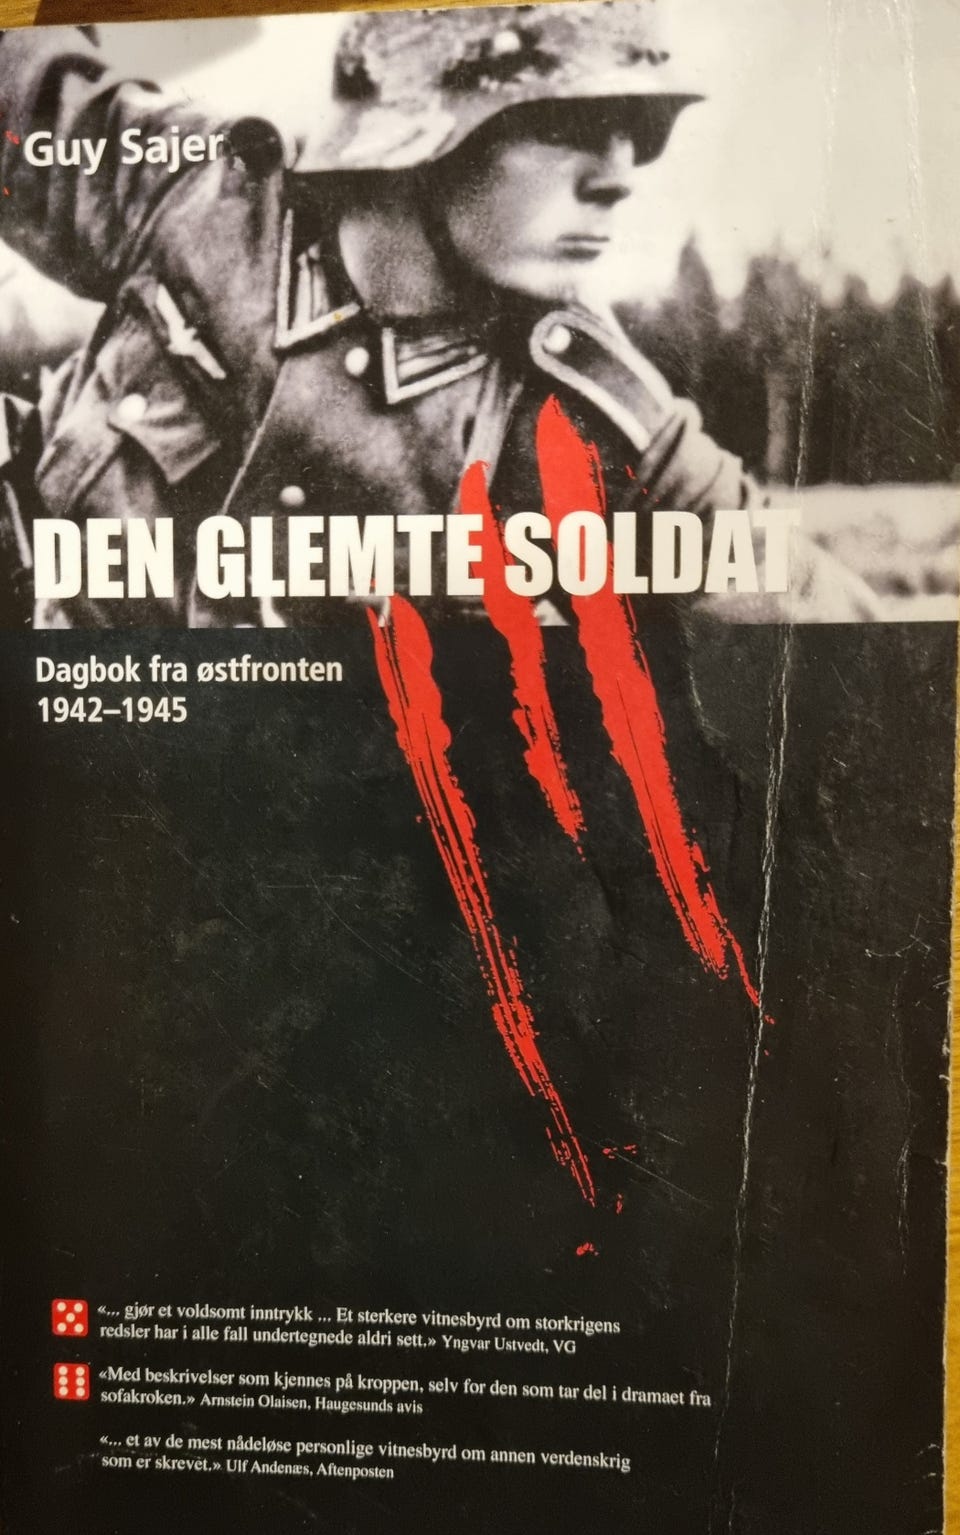 Guy Sajer
DEN GLEMTE SOLDAT
Dagbok fra østfronten
1942–1945
«... gjør et voldsomt inntrykk ... Et sterkere vitnesbyrd om storkrigens
redsler har i alle fall undertegnede aldri sett.» Yngvar Ustvedt, VG
«Med beskrivelser som kjennes på kroppen, selv for den som tar del i dramaet fra
sofakroken.» Arnstein Olaisen, Haugesunds avis
«... et av de mest nådeløse personlige vitnesbyrd om annen verdenskrig
som er skrevet.» Ulf Andenæs, Aftenposten